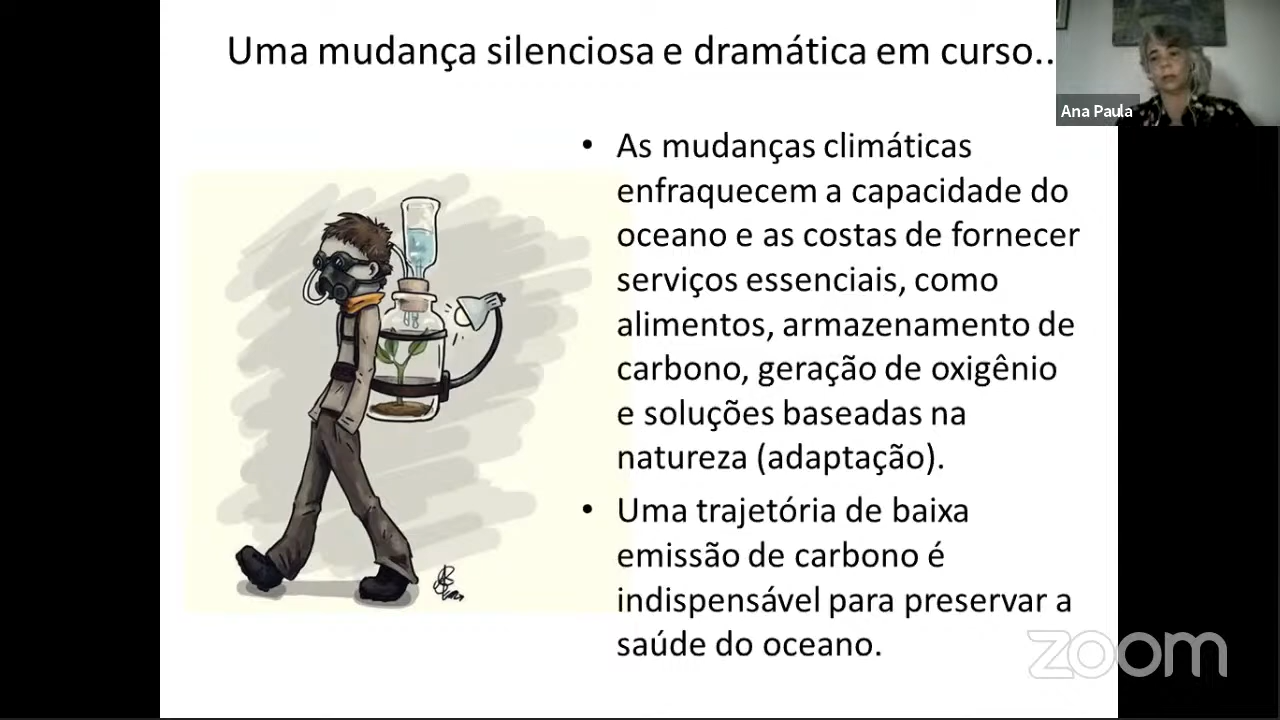 Uma mudança silenciosa e dramática em curso..
Ana Paula
• As mudanças climáticas
enfraquecem a capacidade do
oceano e as costas de fornecer
serviços essenciais, como
alimentos, armazenamento de
carbono, geração de oxigênio
e soluções baseadas na
natureza (adaptação).
• Uma trajetória de baixa
emissão de carbono é
indispensável para preservar a
saúde do oceano.
zoom